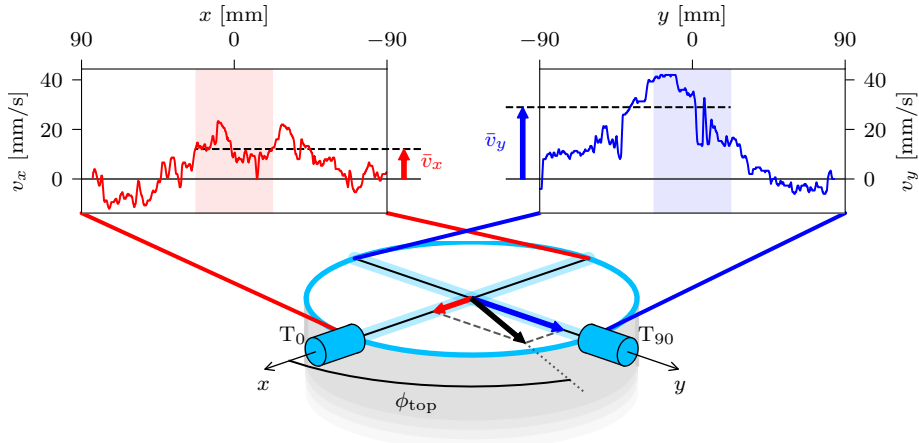 x [mm]
90 0 −90
y [mm]
−90 0 90
v_x [mm/s]
40
20
0
v̄_x
v̄_y
40
20
0
v_y [mm/s]
T_0
T_90
x
y
ϕ_top